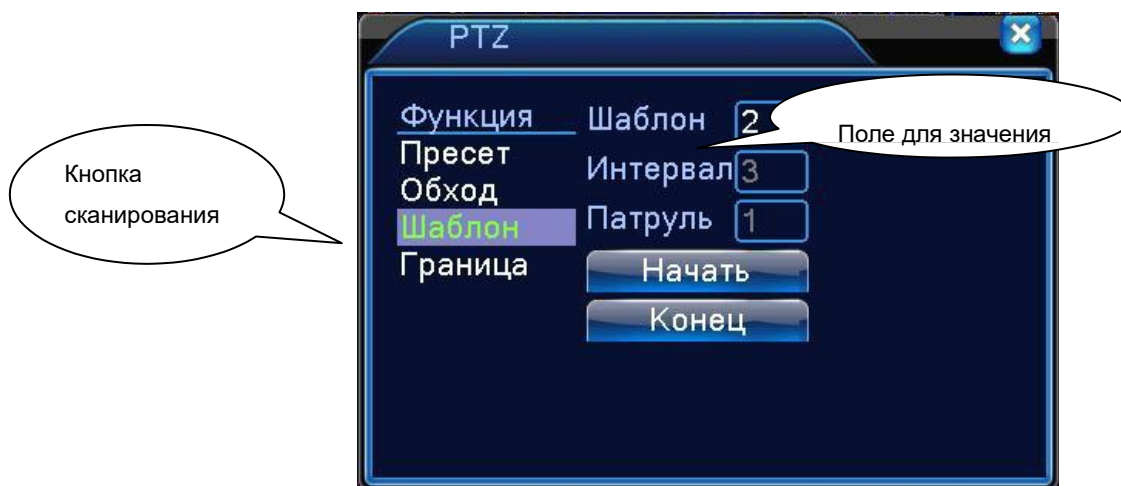 PTZ
Функция
Пресет
Обход
Шаблон
Граница
Шаблон 2
Интервал 3
Патруль 1
Начать
Конец
Кнопка
сканирования
Поле для значения